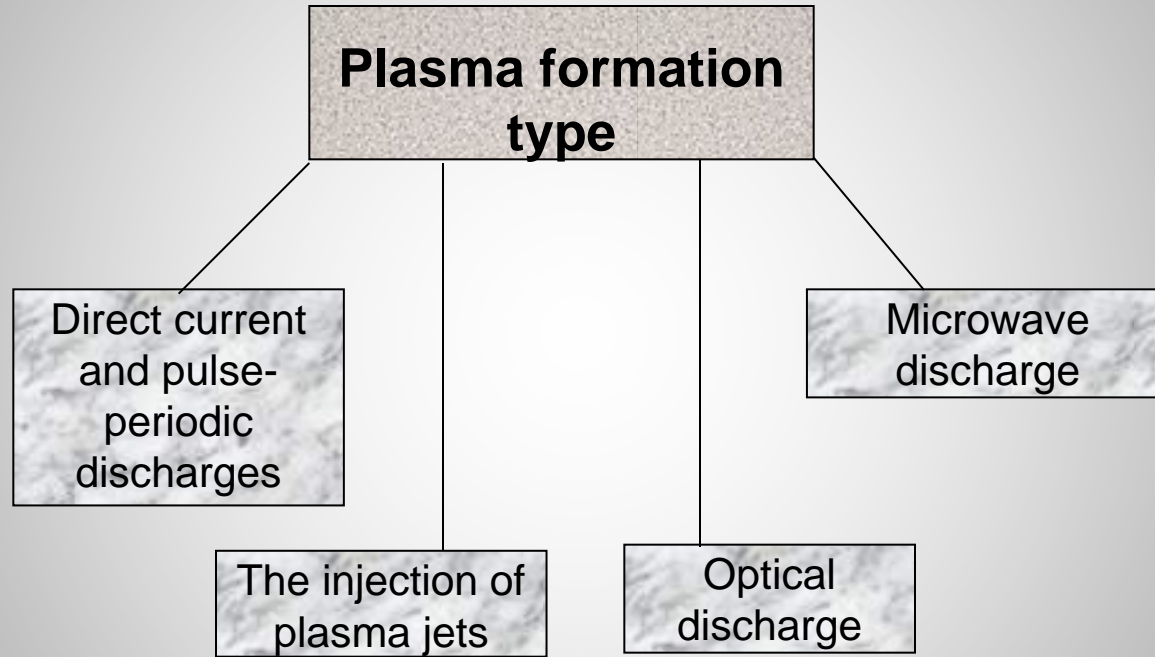 Plasma formation
type
Direct current
and pulse-
periodic
discharges
Microwave
discharge
The injection of
plasma jets
Optical
discharge